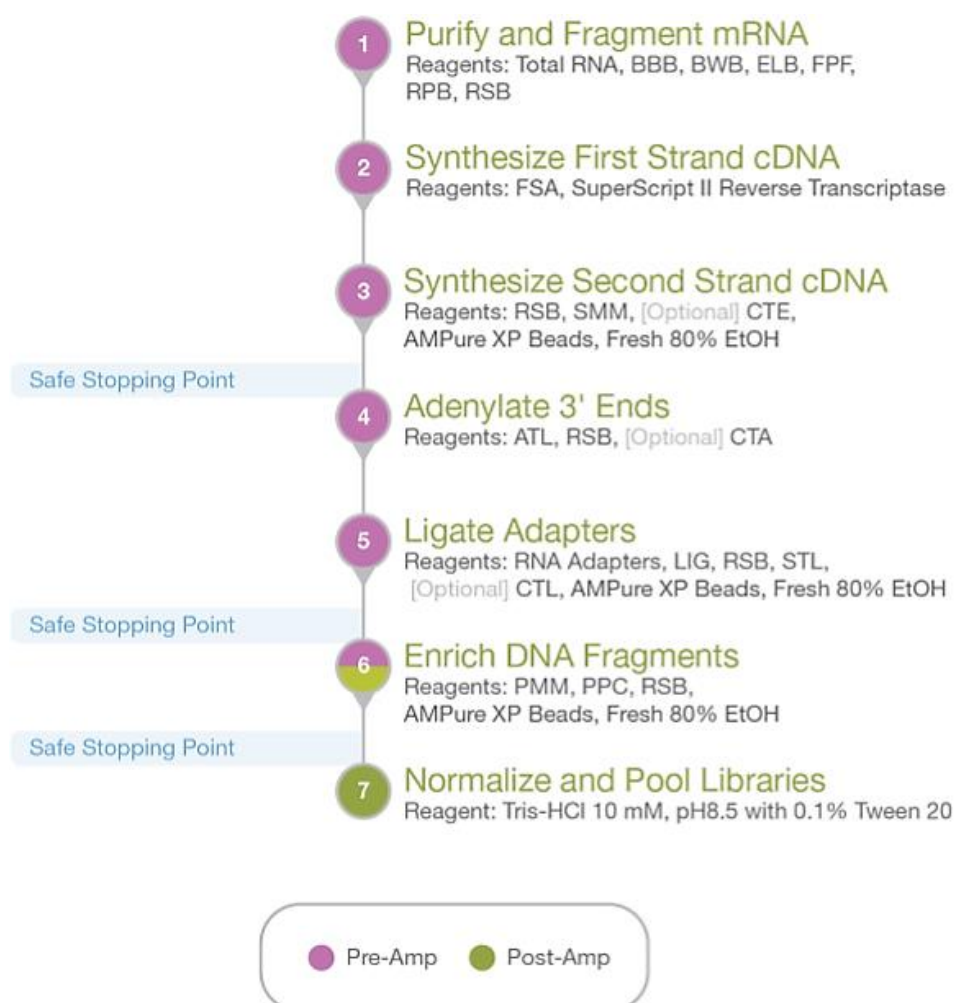 1
Purify and Fragment mRNA
Reagents: Total RNA, BBB, BWB, ELB, FPF,
RPB, RSB
2
Synthesize First Strand cDNA
Reagents: FSA, SuperScript II Reverse Transcriptase
3
Synthesize Second Strand cDNA
Reagents: RSB, SMM, [Optional] CTE,
AMPure XP Beads, Fresh 80% EtOH
Safe Stopping Point
4
Adenylate 3' Ends
Reagents: ATL, RSB, [Optional] CTA
5
Ligate Adapters
Reagents: RNA Adapters, LIG, RSB, STL,
[Optional] CTL, AMPure XP Beads, Fresh 80% EtOH
Safe Stopping Point
6
Enrich DNA Fragments
Reagents: PMM, PPC, RSB,
AMPure XP Beads, Fresh 80% EtOH
Safe Stopping Point
7
Normalize and Pool Libraries
Reagent: Tris-HCl 10 mM, pH8.5 with 0.1% Tween 20
Pre-Amp
Post-Amp